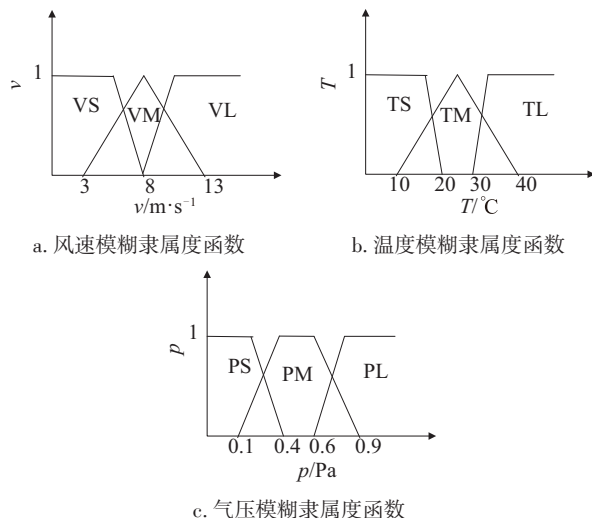 v
1
VS
VM
VL
3
8
13
v/m·s⁻¹
a. 风速模糊隶属度函数
T
1
TS
TM
TL
10
20
30
40
T/℃
b. 温度模糊隶属度函数
p
1
PS
PM
PL
0.1
0.4
0.6
0.9
p/Pa
c. 气压模糊隶属度函数